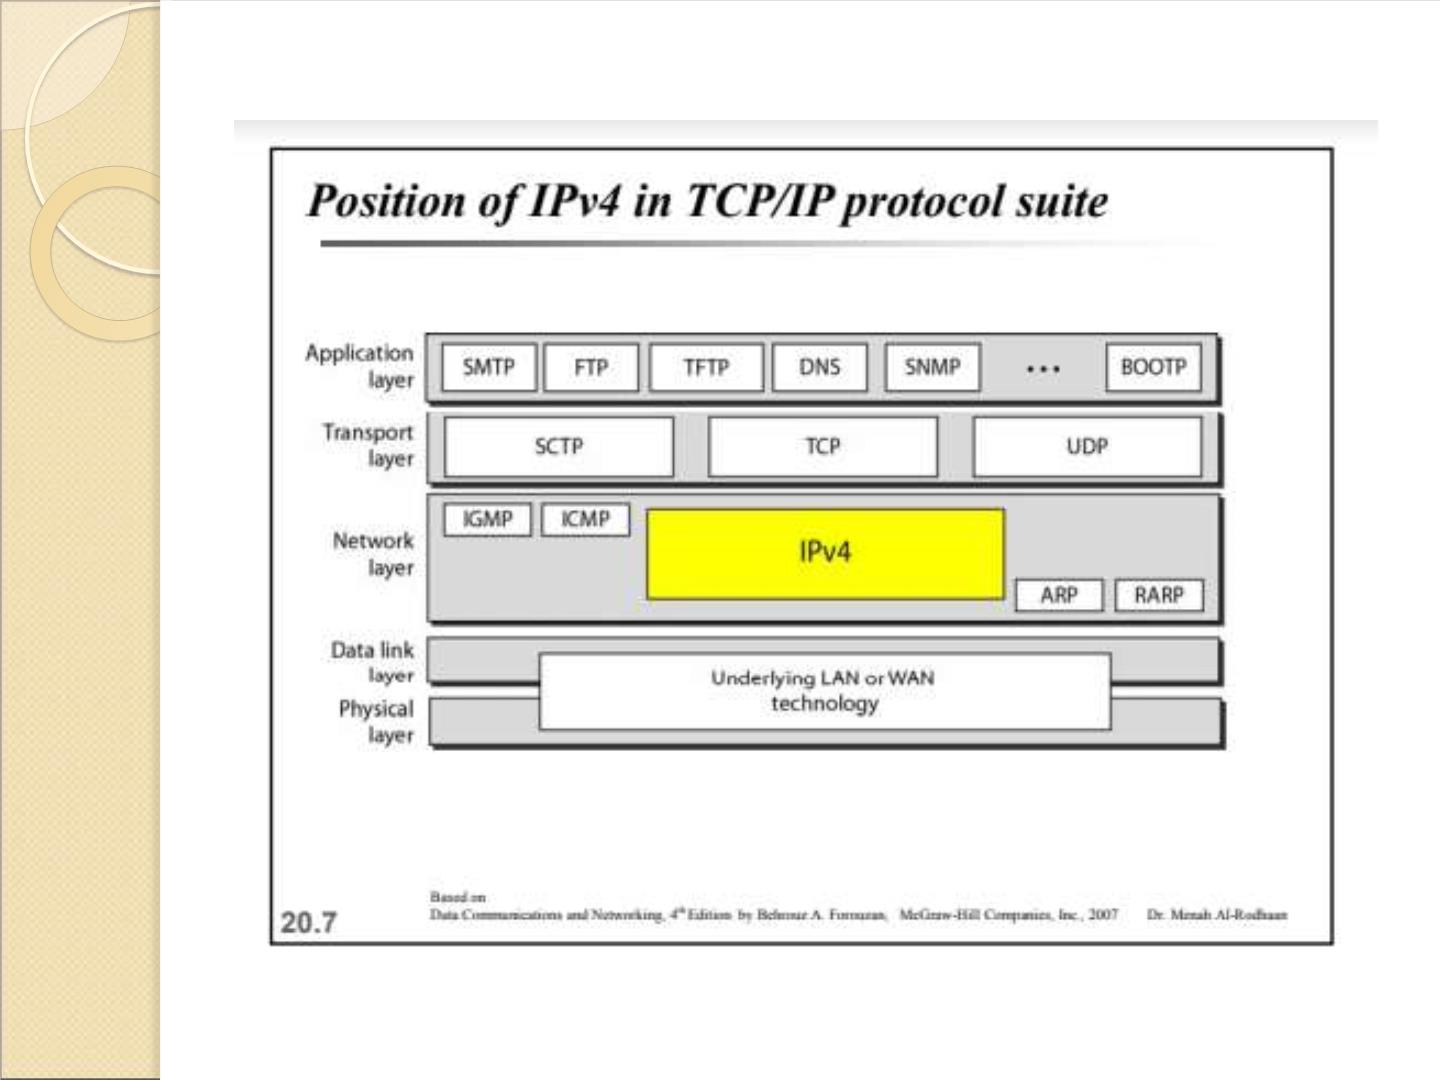 Position of IPv4 in TCP/IP protocol suite
Application
layer
SMTP FTP TFTP DNS SNMP ... BOOTP
Transport
layer
SCTP TCP UDP
Network
layer
IGMP ICMP
IPv4
ARP RARP
Data link
layer
Underlying LAN or WAN
technology
Physical
layer
Based on
Data Communications and Networking, 4th Edition by Behrouz A. Forouzan, McGraw-Hill Companies, Inc., 2007 Dr. Menah Al-Rodhaan
20.7